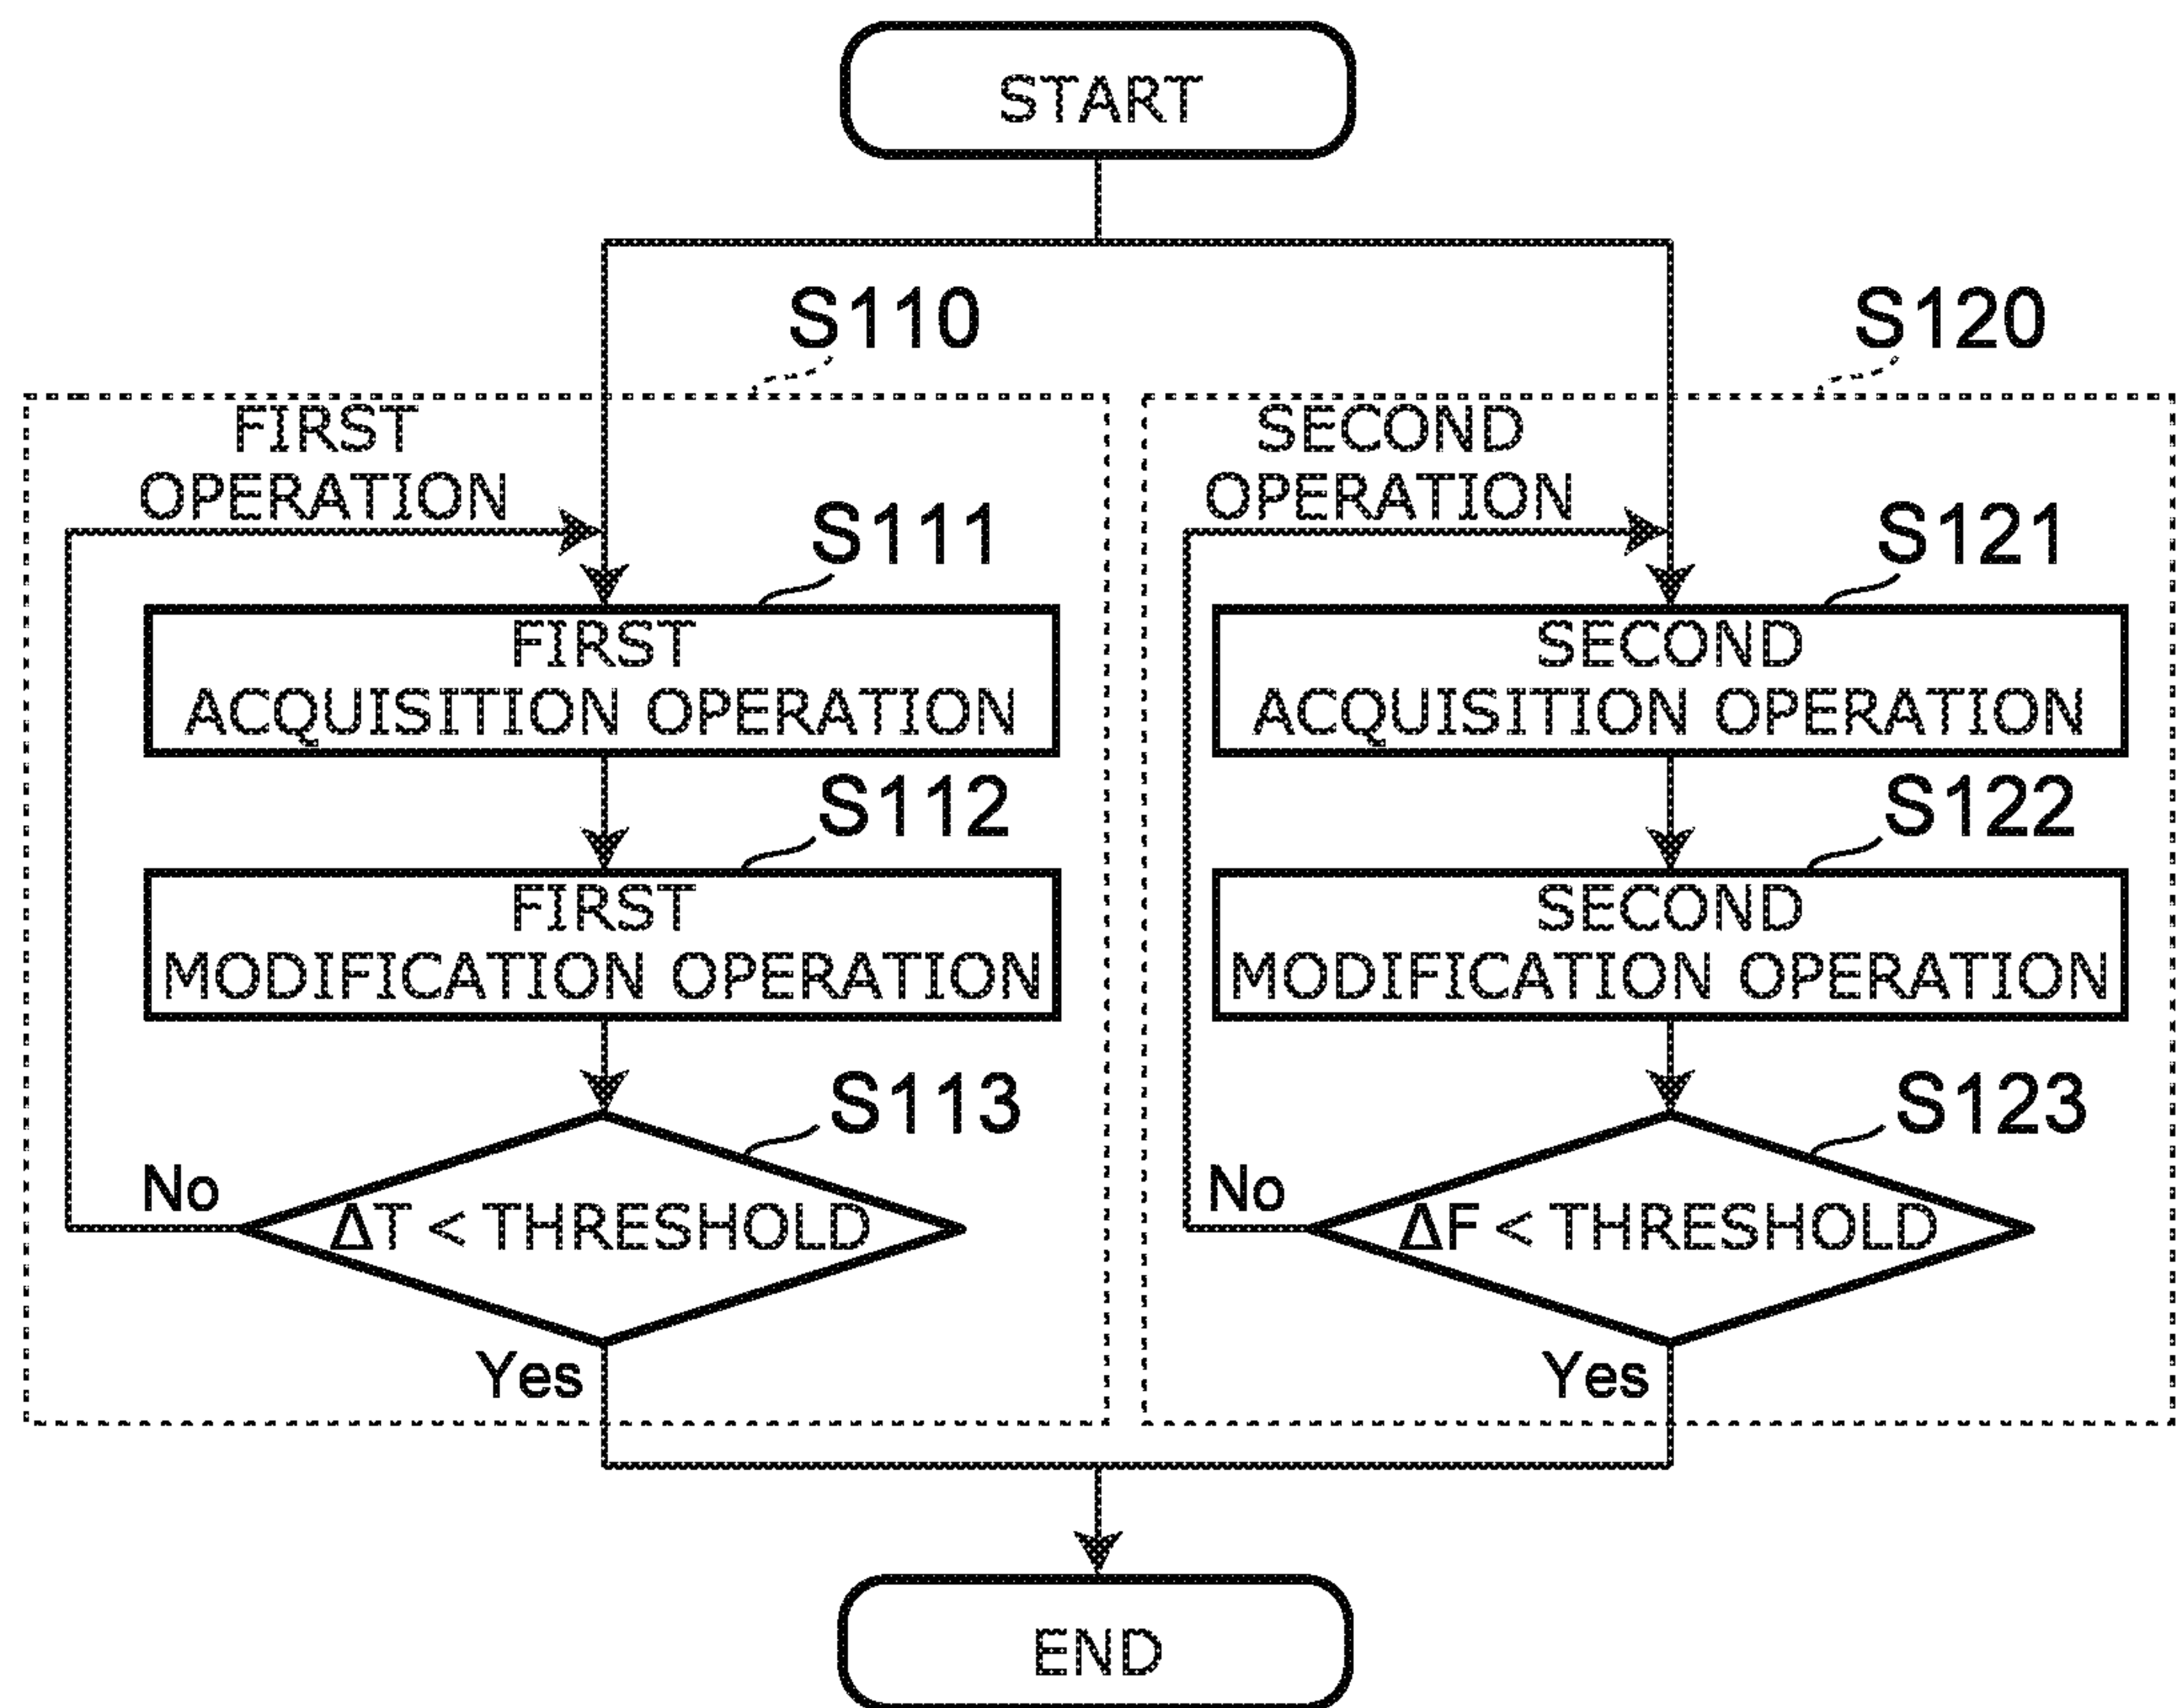 START
S110
FIRST
OPERATION
S111
FIRST
ACQUISITION OPERATION
S112
FIRST
MODIFICATION OPERATION
S113
No
ΔT < THRESHOLD
Yes
S120
SECOND
OPERATION
S121
SECOND
ACQUISITION OPERATION
S122
SECOND
MODIFICATION OPERATION
S123
No
ΔF < THRESHOLD
Yes
END